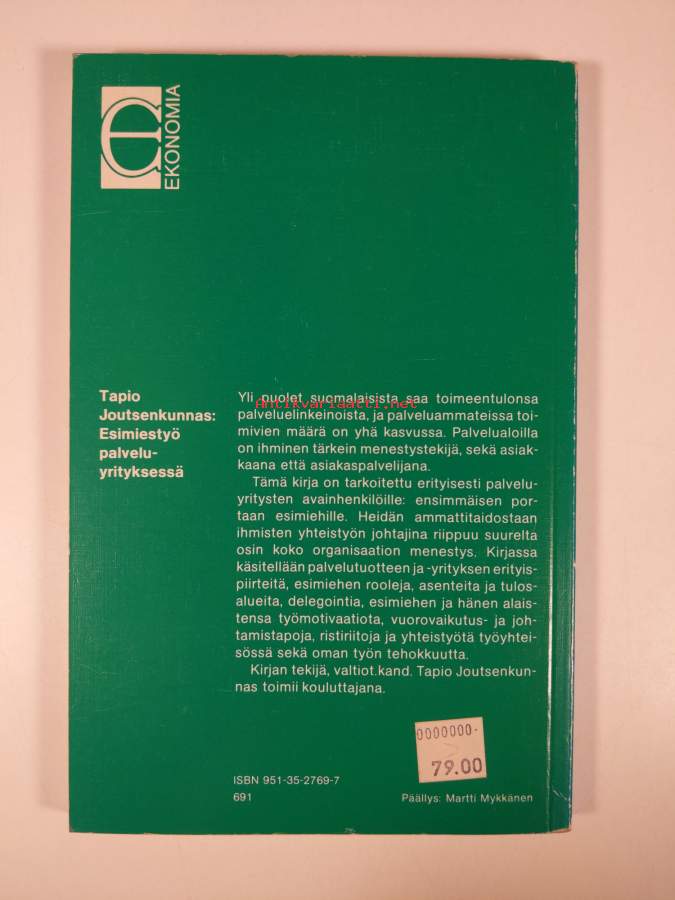 EKONOMIA
Tapio
Joutsenkunnas:
Esimiestyö
palvelu-
yrityksessä
Yli puolet suomalaisista saa toimeentulonsa
Antikvariaatti.net
palveluelinkeinoista, ja palveluammateissa toi-
mivien määrä on yhä kasvussa. Palvelualoilla
on ihminen tärkein menestystekijä, sekä asiak-
kaana että asiakaspalvelijana.
Tämä kirja on tarkoitettu erityisesti palvelu-
yritysten avainhenkilöille: ensimmäisen por-
taan esimiehille. Heidän ammattitaidostaan
ihmisten yhteistyön johtajina riippuu suurelta
osin koko organisaation menestys. Kirjassa
käsitellään palvelutuotteen ja -yrityksen erityis-
piirteitä, esimiehen rooleja, asenteita ja tulos-
alueita, delegointia, esimiehen ja hänen alais-
tensa työmotivaatiota, vuorovaikutus- ja joh-
tamistapoja, ristiriitoja ja yhteistyötä työyhtei-
sössä sekä oman työn tehokkuutta.
Kirjan tekijä, valtiot.kand. Tapio Joutsenkun-
nas toimii kouluttajana.
0000000-
79.00
ISBN 951-35-2769-7
691
Päällys: Martti Mykkänen